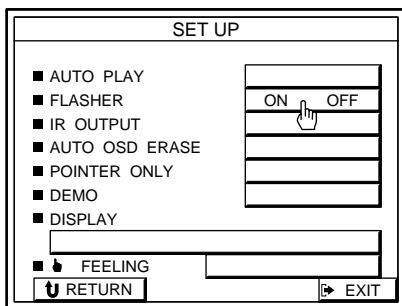 SET UP
AUTO PLAY
FLASHER ON OFF
IR OUTPUT
AUTO OSD ERASE
POINTER ONLY
DEMO
DISPLAY
FEELING
RETURN EXIT